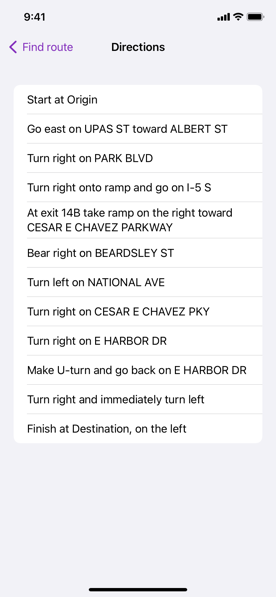 9:41
Find route
Directions
Start at Origin
Go east on UPAS ST toward ALBERT ST
Turn right on PARK BLVD
Turn right onto ramp and go on I-5 S
At exit 14B take ramp on the right toward
CESAR E CHAVEZ PARKWAY
Bear right on BEARDSLEY ST
Turn left on NATIONAL AVE
Turn right on CESAR E CHAVEZ PKY
Turn right on E HARBOR DR
Make U-turn and go back on E HARBOR DR
Turn right and immediately turn left
Finish at Destination, on the left